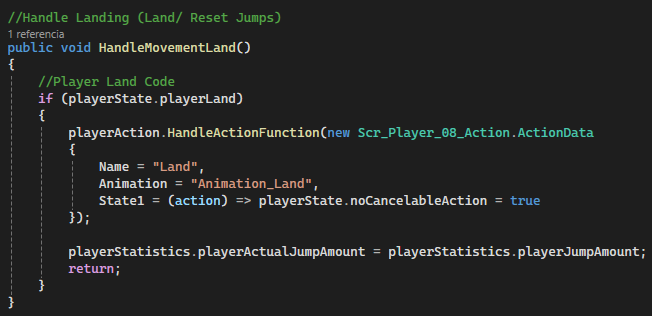 //Handle Landing (Land/ Reset Jumps)
1 referencia
public void HandleMovementLand()
{
//Player Land Code
if (playerState.playerLand)
{
playerAction.HandleActionFunction(new Scr_Player_08_Action.ActionData
{
Name = "Land",
Animation = "Animation_Land",
State1 = (action) => playerState.noCancelableAction = true
});
playerStatistics.playerActualJumpAmount = playerStatistics.playerJumpAmount;
return;
}
}